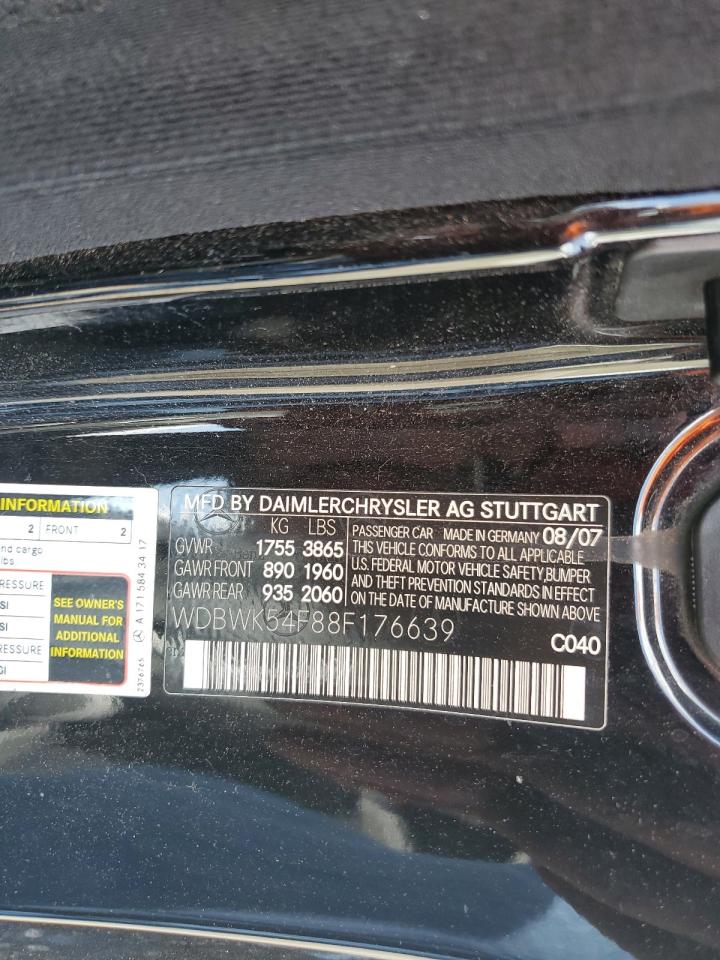 INFORMATION
2 FRONT 2
nd cargo
lbs.
RESSURE
SI
SI
RESSURE
GI
SEE OWNER'S
MANUAL FOR
ADDITIONAL
INFORMATION
A 171 584 34 17
2376765
MFD BY DAIMLERCHRYSLER AG STUTTGART
KG LBS
GVWR 1755 3865
GAWR FRONT 890 1960
GAWR REAR 935 2060
PASSENGER CAR MADE IN GERMANY 08/07
THIS VEHICLE CONFORMS TO ALL APPLICABLE
U.S. FEDERAL MOTOR VEHICLE SAFETY, BUMPER
AND THEFT PREVENTION STANDARDS IN EFFECT
ON THE DATE OF MANUFACTURE SHOWN ABOVE
WDBWK54F88F176639
C040